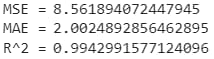 MSE = 8.561894072447945
MAE = 2.0024892856462895
R^2 = 0.9942991577124096